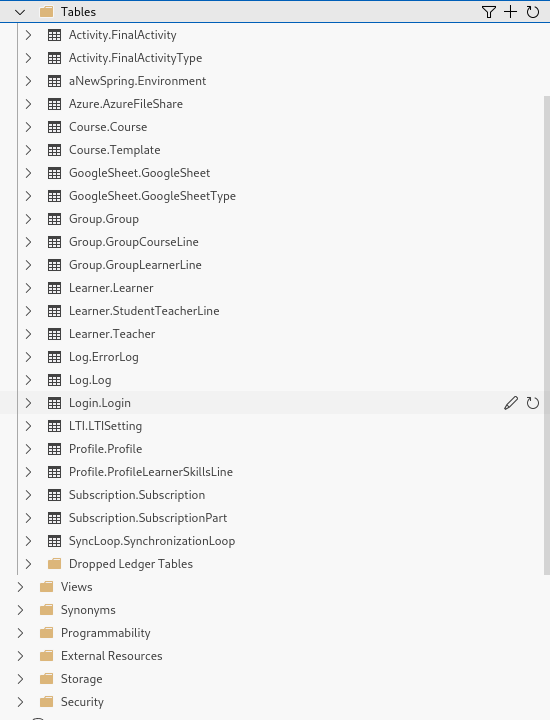 Tables
Activity.FinalActivity
Activity.FinalActivityType
aNewSpring.Environment
Azure.AzureFileShare
Course.Course
Course.Template
GoogleSheet.GoogleSheet
GoogleSheet.GoogleSheetType
Group.Group
Group.GroupCourseLine
Group.GroupLearnerLine
Learner.Learner
Learner.StudentTeacherLine
Learner.Teacher
Log.ErrorLog
Log.Log
Login.Login
LTI.LTISetting
Profile.Profile
Profile.ProfileLearnerSkillsLine
Subscription.Subscription
Subscription.SubscriptionPart
SyncLoop.SynchronizationLoop
Dropped Ledger Tables
Views
Synonyms
Programmability
External Resources
Storage
Security